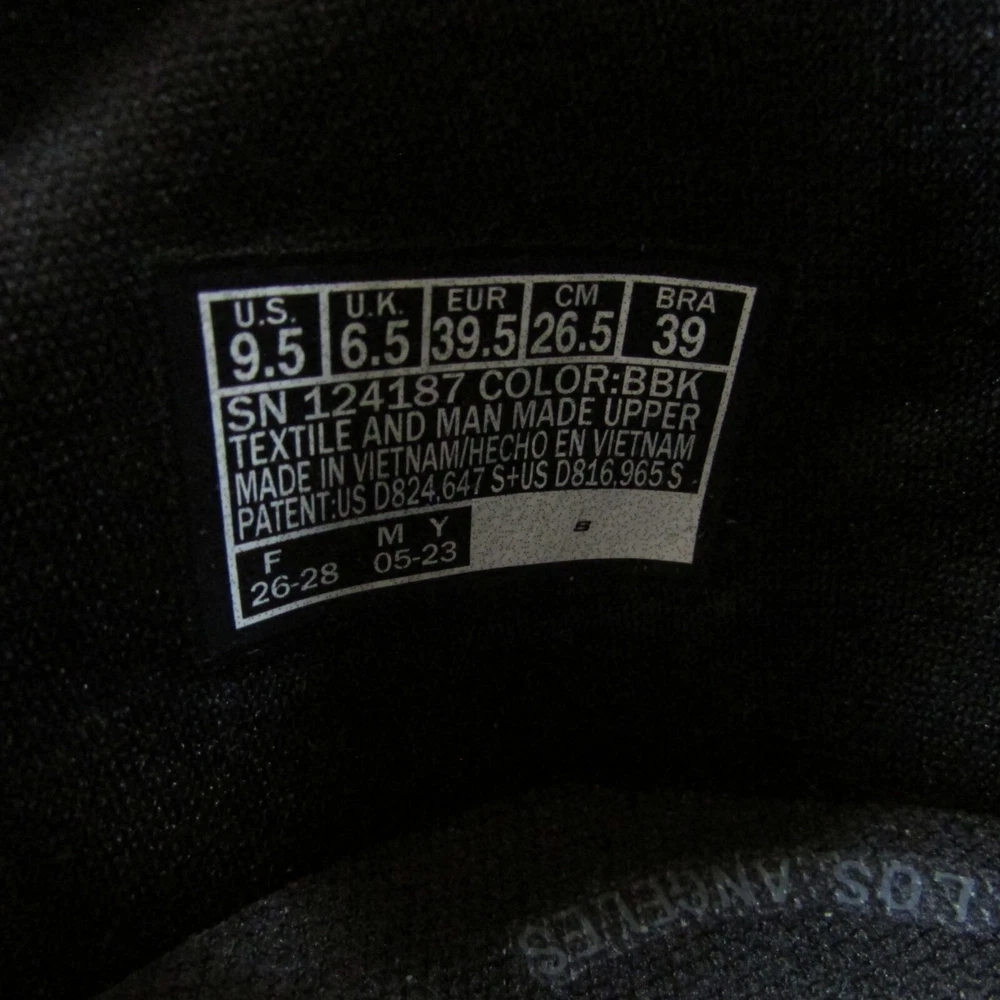 U.S. U.K. EUR CM BRA
9.5 6.5 39.5 26.5 39
SN 124187 COLOR:BBK
TEXTILE AND MAN MADE UPPER
MADE IN VIETNAM/HECHO EN VIETNAM
PATENT:US D824,647 S+US D816,965 S
F M Y
26-28 05-23
B
LOS ANGELES